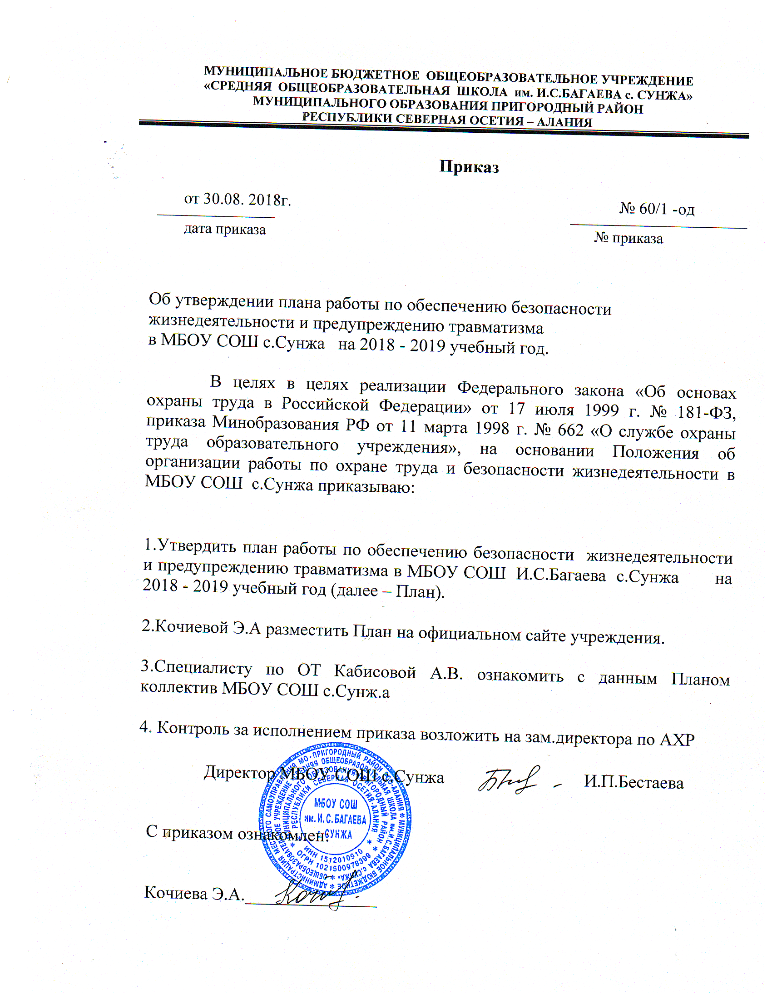 МУНИЦИПАЛЬНОЕ БЮДЖЕТНОЕ ОБЩЕОБРАЗОВАТЕЛЬНОЕ УЧРЕЖДЕНИЕ
«СРЕДНЯЯ ОБЩЕОБРАЗОВАТЕЛЬНАЯ ШКОЛА им. И.С.БАГАЕВА с. СУНЖА»
МУНИЦИПАЛЬНОГО ОБРАЗОВАНИЯ ПРИГОРОДНЫЙ РАЙОН
РЕСПУБЛИКИ СЕВЕРНАЯ ОСЕТИЯ – АЛАНИЯ
Приказ
от 30.08. 2018г.
№ 60/1 -од
дата приказа
№ приказа
Об утверждении плана работы по обеспечению безопасности
жизнедеятельности и предупреждению травматизма
в МБОУ СОШ с.Сунжа на 2018 - 2019 учебный год.
В целях в целях реализации Федерального закона «Об основах
охраны труда в Российской Федерации» от 17 июля 1999 г. № 181-ФЗ,
приказа Минобразования РФ от 11 марта 1998 г. № 662 «О службе охраны
труда образовательного учреждения», на основании Положения об
организации работы по охране труда и безопасности жизнедеятельности в
МБОУ СОШ с.Сунжа приказываю:
1.Утвердить план работы по обеспечению безопасности жизнедеятельности
и предупреждению травматизма в МБОУ СОШ И.С.Багаева с.Сунжа на
2018 - 2019 учебный год (далее – План).
2.Кочиевой Э.А разместить План на официальном сайте учреждения.
3.Специалисту по ОТ Кабисовой А.В. ознакомить с данным Планом
коллектив МБОУ СОШ с.Сунж.а
4. Контроль за исполнением приказа возложить на зам.директора по АХР
Директор МБОУ СОШ с.Сунжа И.П.Бестаева
МБОУ СОШ
им. И.С.БАГАЕВА
с.СУНЖА
ИНН 1512010910
ОГРН 1021500978399
РЕСПУБЛИКИ СЕВЕРНАЯ ОСЕТИЯ-АЛАНИЯ
С приказом ознакомлен:
Кочиева Э.А.